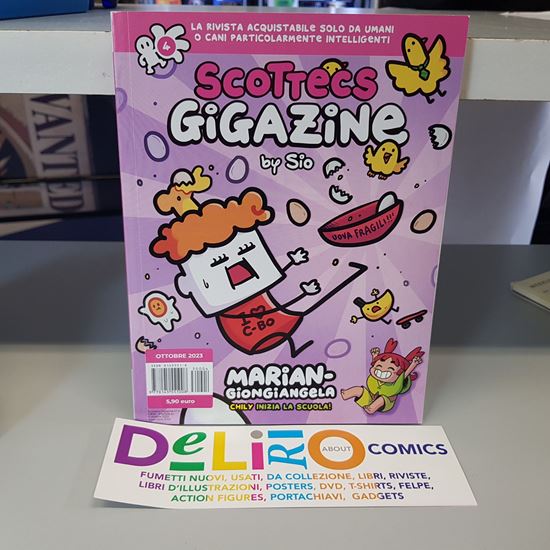 4
LA RIVISTA ACQUISTABILE SOLO DA UMANI
O CANI PARTICOLARMENTE INTELLIGENTI
SCOTTECS
GIGAZINE
by Sio
UOVA FRAGILI!!!
I ♥
C-BO
OTTOBRE 2023
5,90 euro
MARIAN-
GIONGIANGELA
CHILY INIZIA LA SCUOLA!
WANTED
DeLiRIO ABOUT COMICS
FUMETTI NUOVI, USATI, DA COLLEZIONE, LIBRI, RIVISTE,
LIBRI D'ILLUSTRAZIONI, POSTERS, DVD, T-SHIRTS, FELPE,
ACTION FIGURES, PORTACHIAVI, GADGETS